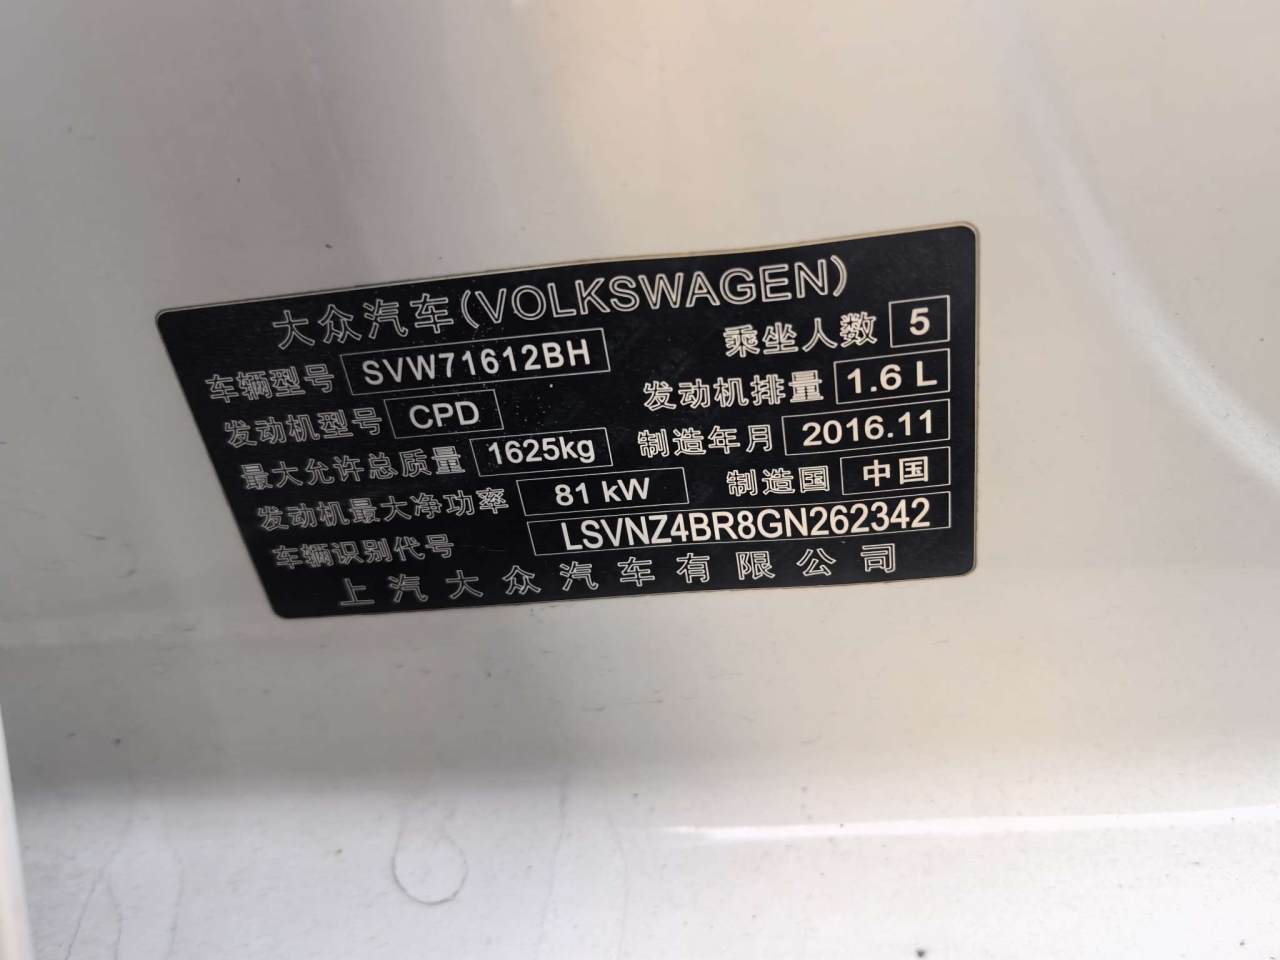 大众汽车(VOLKSWAGEN)
车辆型号 SVW71612BH 乘坐人数 5
发动机型号 CPD 发动机排量 1.6 L
最大允许总质量 1625kg 制造年月 2016.11
发动机最大净功率 81 kW 制造国 中国
车辆识别代号 LSVNZ4BR8GN262342
上汽大众汽车有限公司